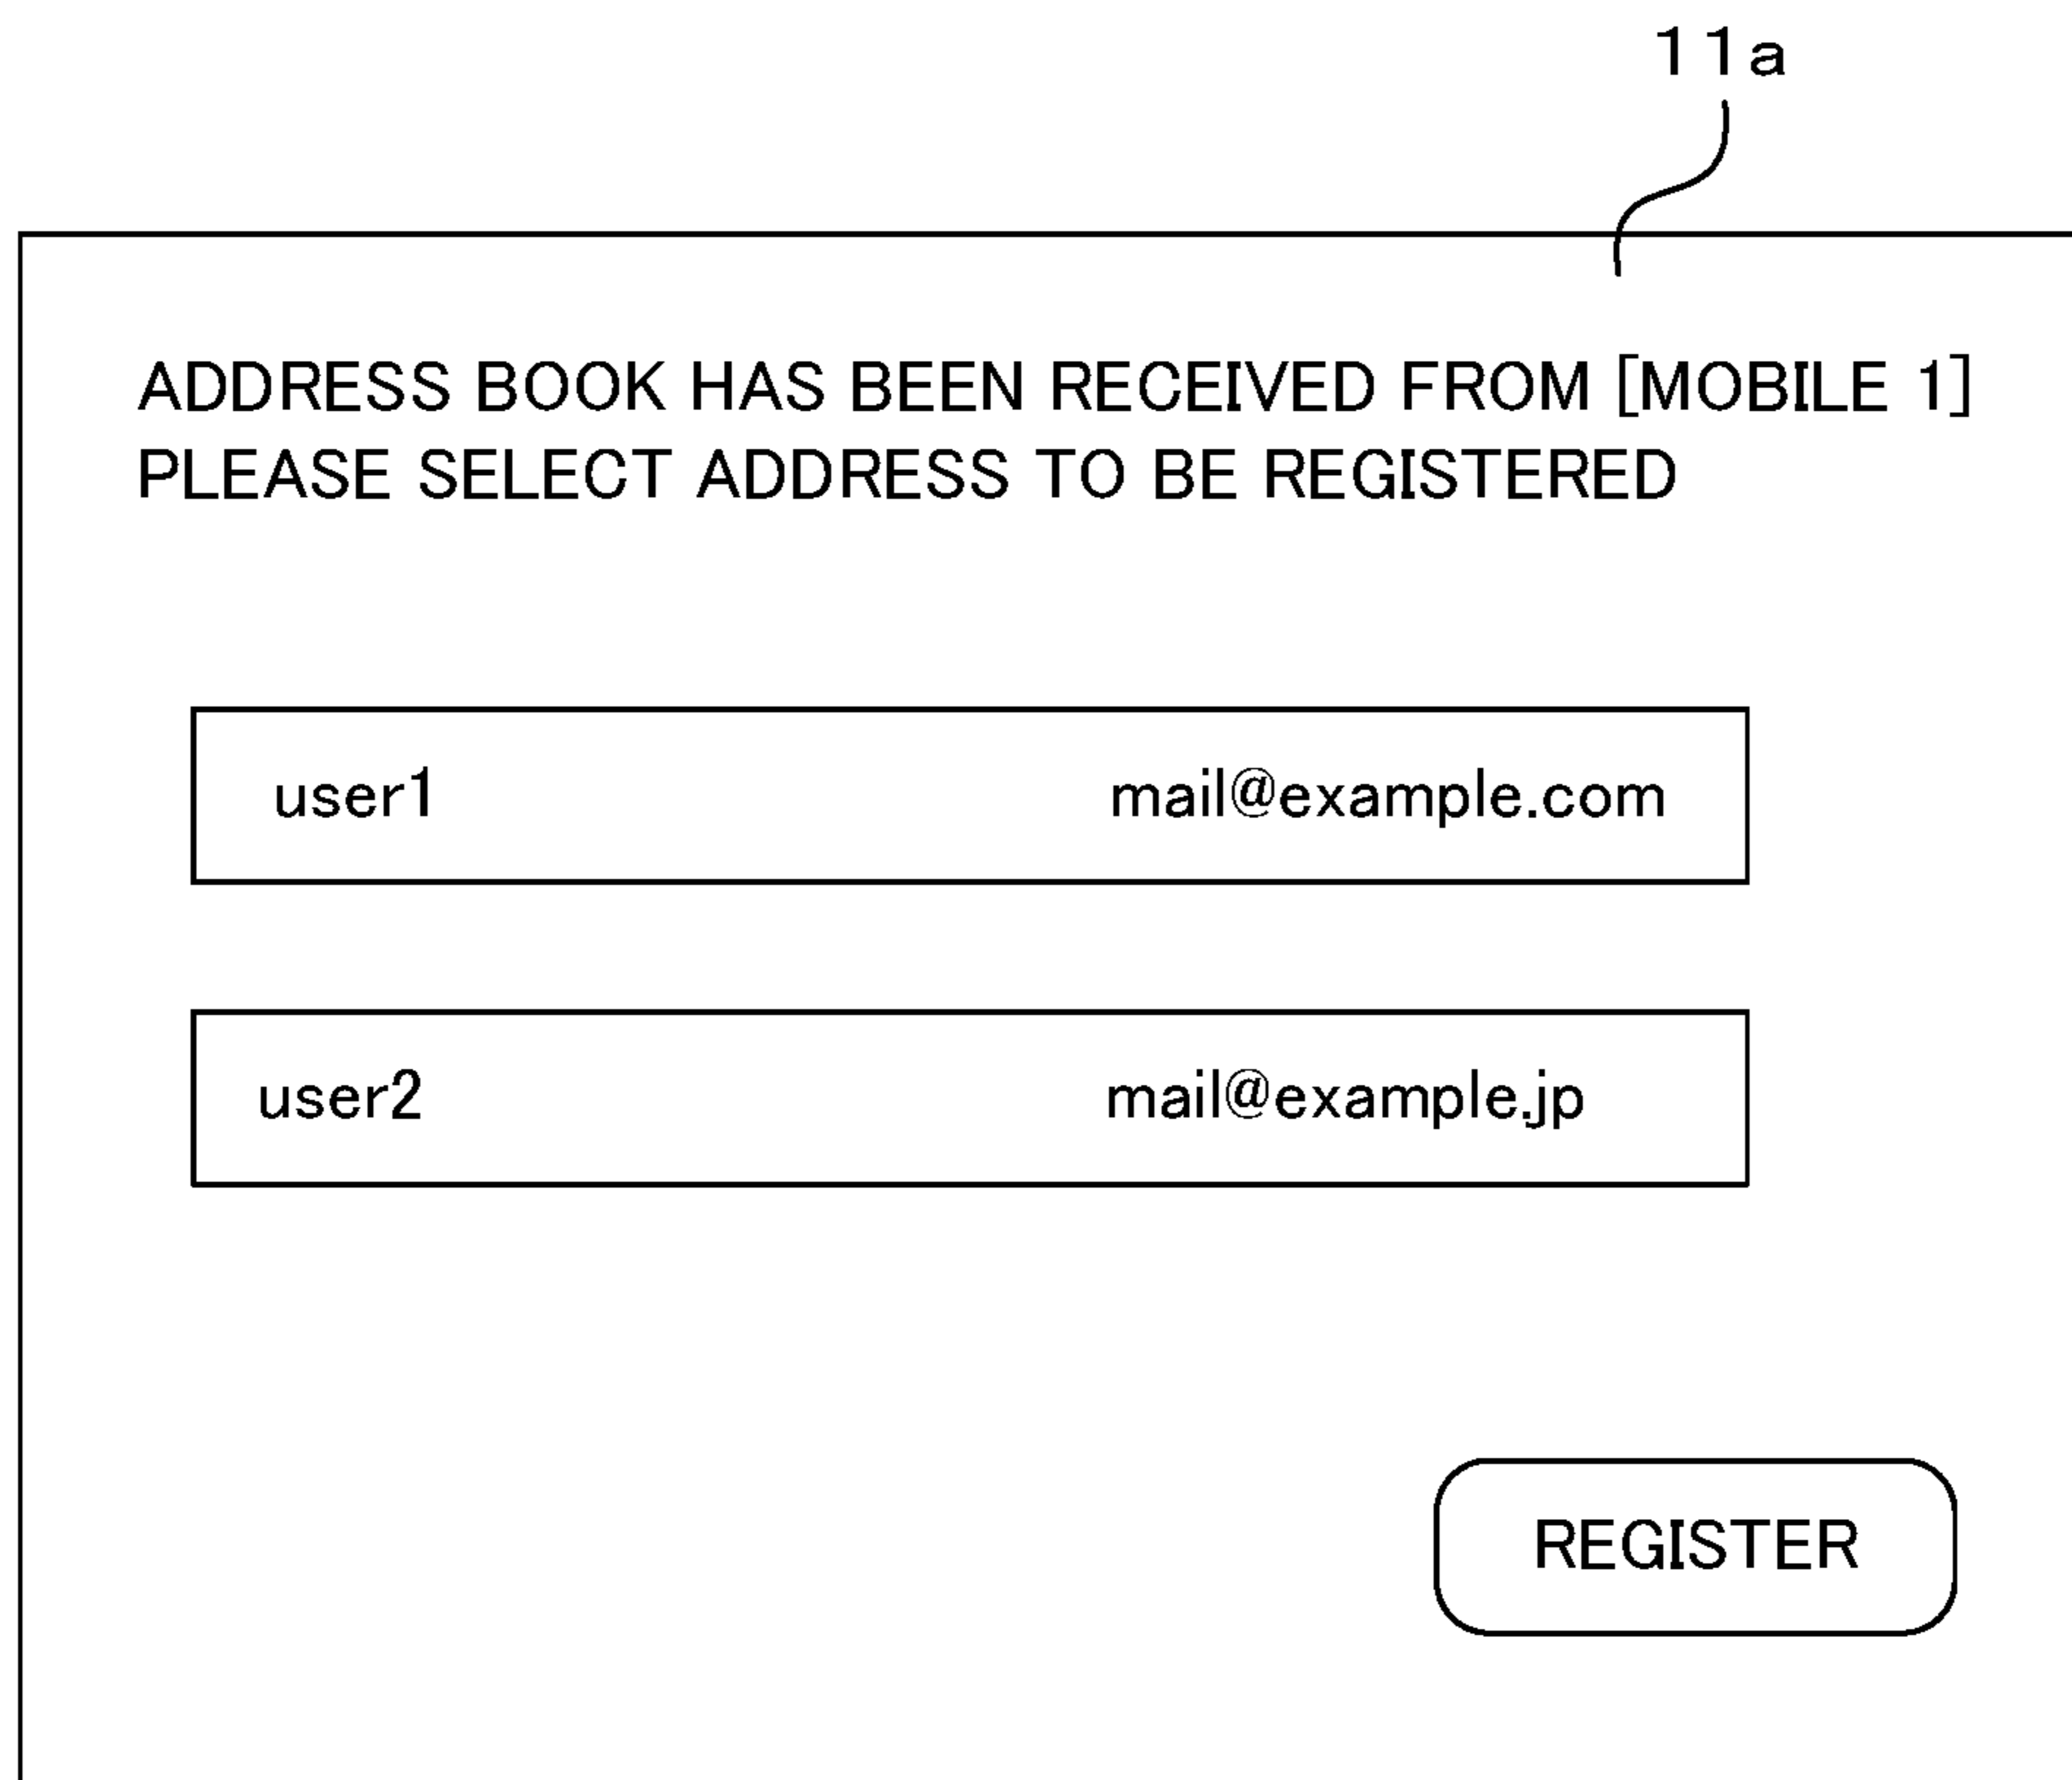 11a
ADDRESS BOOK HAS BEEN RECEIVED FROM [MOBILE 1]
PLEASE SELECT ADDRESS TO BE REGISTERED
user1 mail@example.com
user2 mail@example.jp
REGISTER